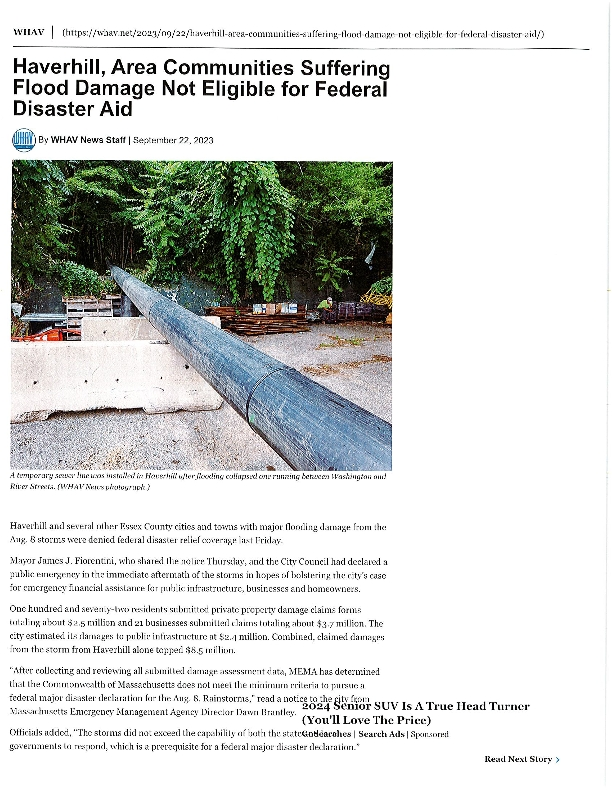 WHAV | (https://whav.net/2023/09/22/haverhill-area-communities-suffering-flood-damage-not-eligible-for-federal-disaster-aid/)
Haverhill, Area Communities Suffering
Flood Damage Not Eligible for Federal
Disaster Aid
WHAV By WHAV News Staff | September 22, 2023
A temporary sewer line was installed in Haverhill after flooding collapsed one running between Washington and
River Streets. (WHAV News photograph.)
Haverhill and several other Essex County cities and towns with major flooding damage from the
Aug. 8 storms were denied federal disaster relief coverage last Friday.
Mayor James J. Fiorentini, who shared the notice Thursday, and the City Council had declared a
public emergency in the immediate aftermath of the storms in hopes of bolstering the city's case
for emergency financial assistance for public infrastructure, businesses and homeowners.
One hundred and seventy-two residents submitted private property damage claims forms
totaling about $2.5 million and 21 businesses submitted claims totaling about $3.7 million. The
city estimated its damages to public infrastructure at $2.4 million. Combined, claimed damages
from the storm from Haverhill alone topped $8.5 million.
"After collecting and reviewing all submitted damage assessment data, MEMA has determined
that the Commonwealth of Massachusetts does not meet the minimum criteria to pursue a
federal major disaster declaration for the Aug. 8. Rainstorms," read a notice to the city from
Massachusetts Emergency Management Agency Director Dawn Brantley.
2024 Senior SUV Is A True Head Turner
(You'll Love The Price)
GoSearches | Search Ads | Sponsored
Officials added, "The storms did not exceed the capability of both the state and local
governments to respond, which is a prerequisite for a federal major disaster declaration."
Read Next Story >